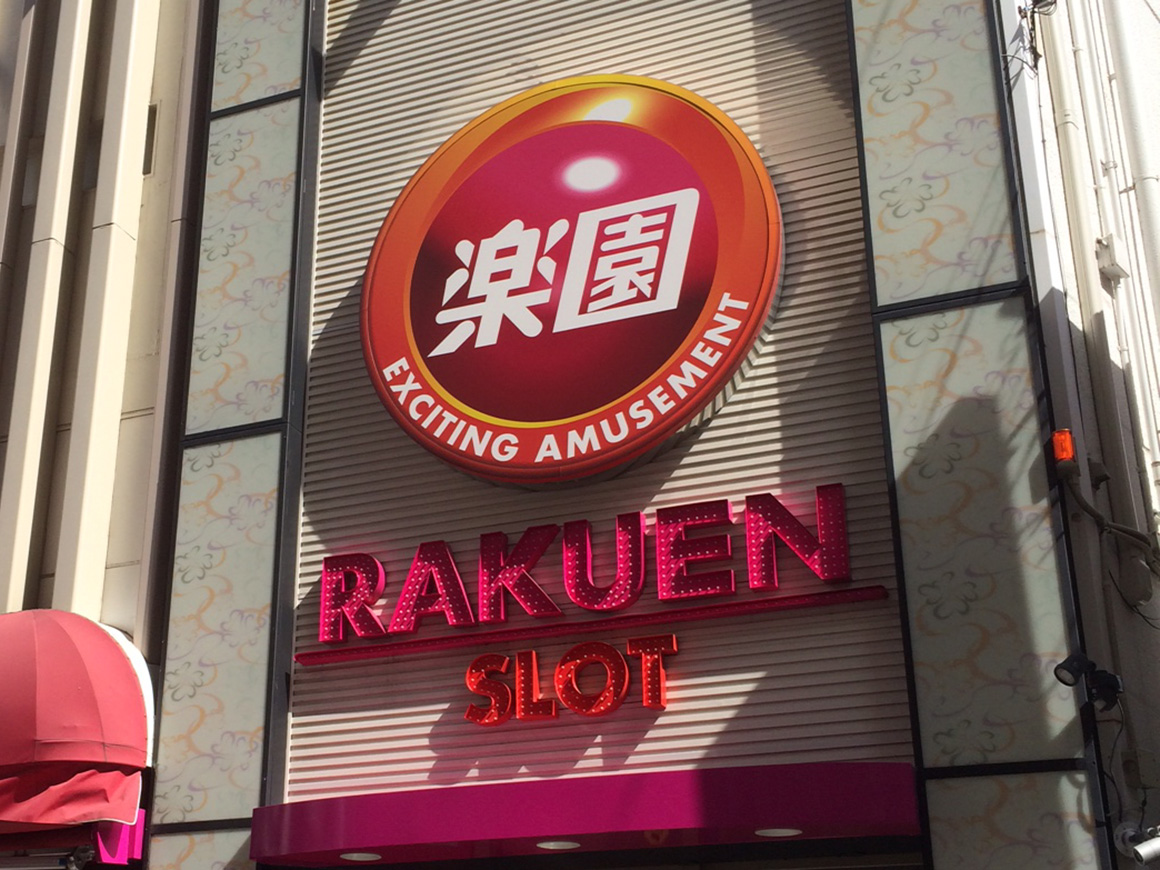 楽園
EXCITING AMUSEMENT
RAKUEN
SLOT